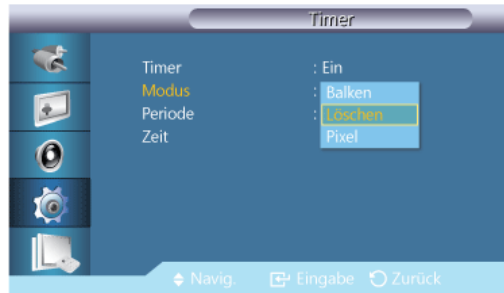 Timer
Timer : Ein
Modus : Balken
Löschen
Periode :
Pixel
Zeit
Navig. Eingabe Zurück